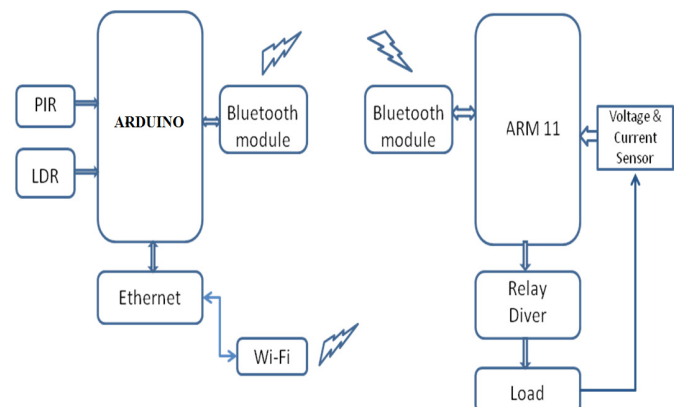 PIR
LDR
ARDUINO
Bluetooth
module
Ethernet
Wi-Fi
Bluetooth
module
ARM 11
Voltage &
Current
Sensor
Relay
Diver
Load